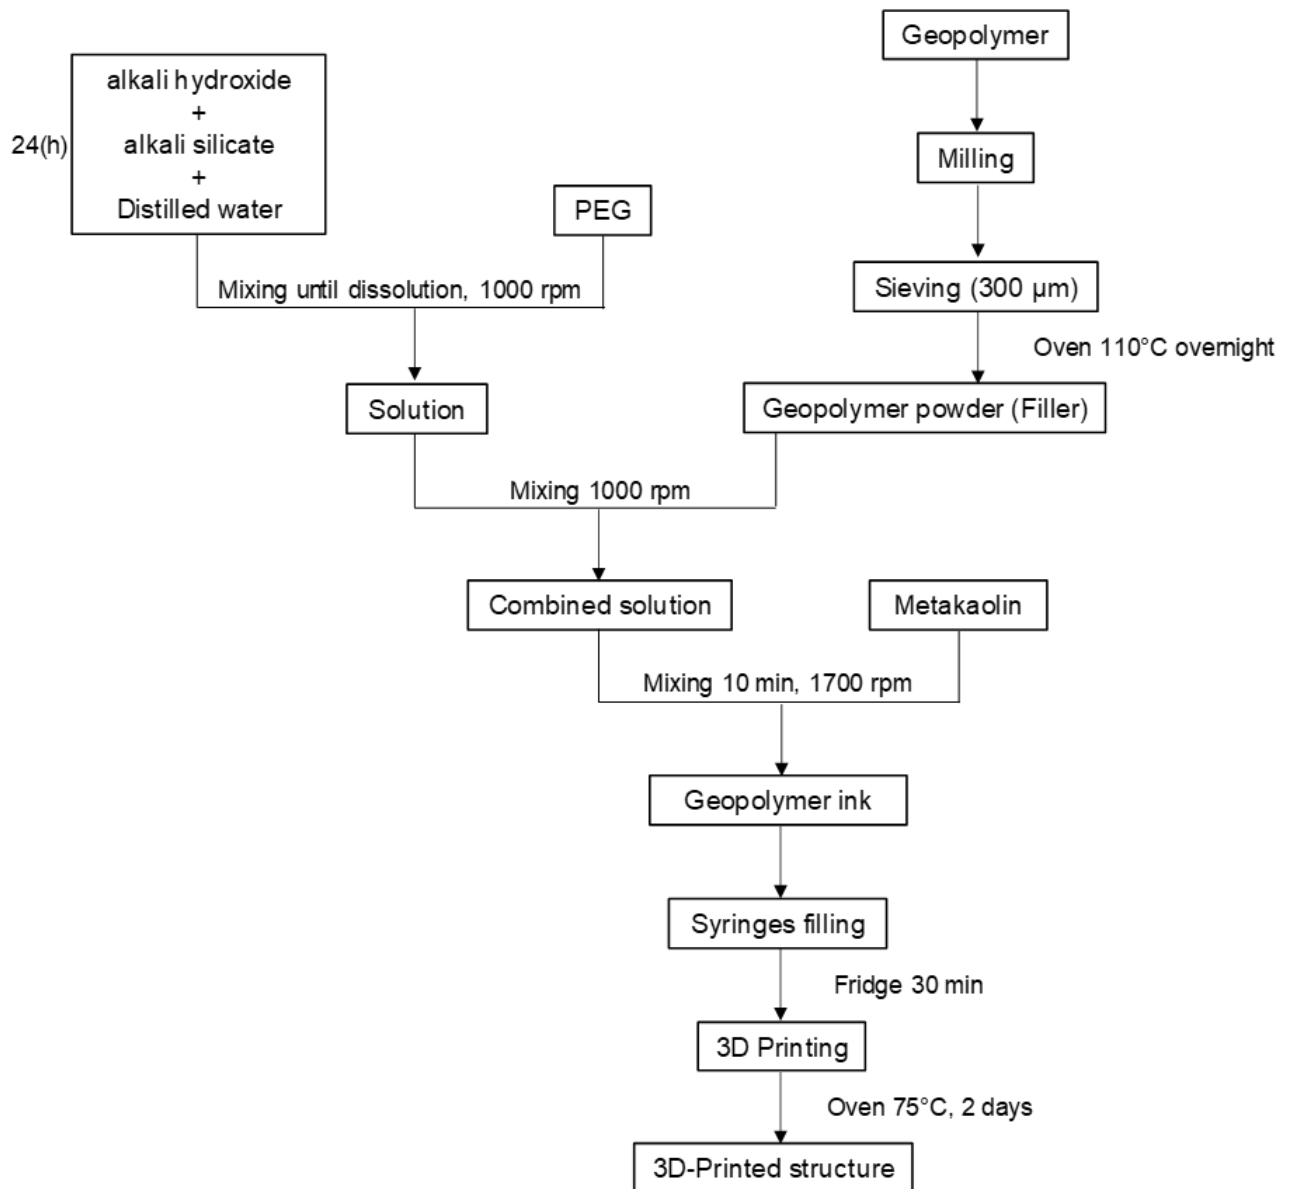 Geopolymer
alkali hydroxide
+
alkali silicate
+
Distilled water
24(h)
Milling
PEG
Mixing until dissolution, 1000 rpm
Sieving (300 µm)
Oven 110°C overnight
Solution
Geopolymer powder (Filler)
Mixing 1000 rpm
Combined solution
Metakaolin
Mixing 10 min, 1700 rpm
Geopolymer ink
Syringes filling
Fridge 30 min
3D Printing
Oven 75°C, 2 days
3D-Printed structure